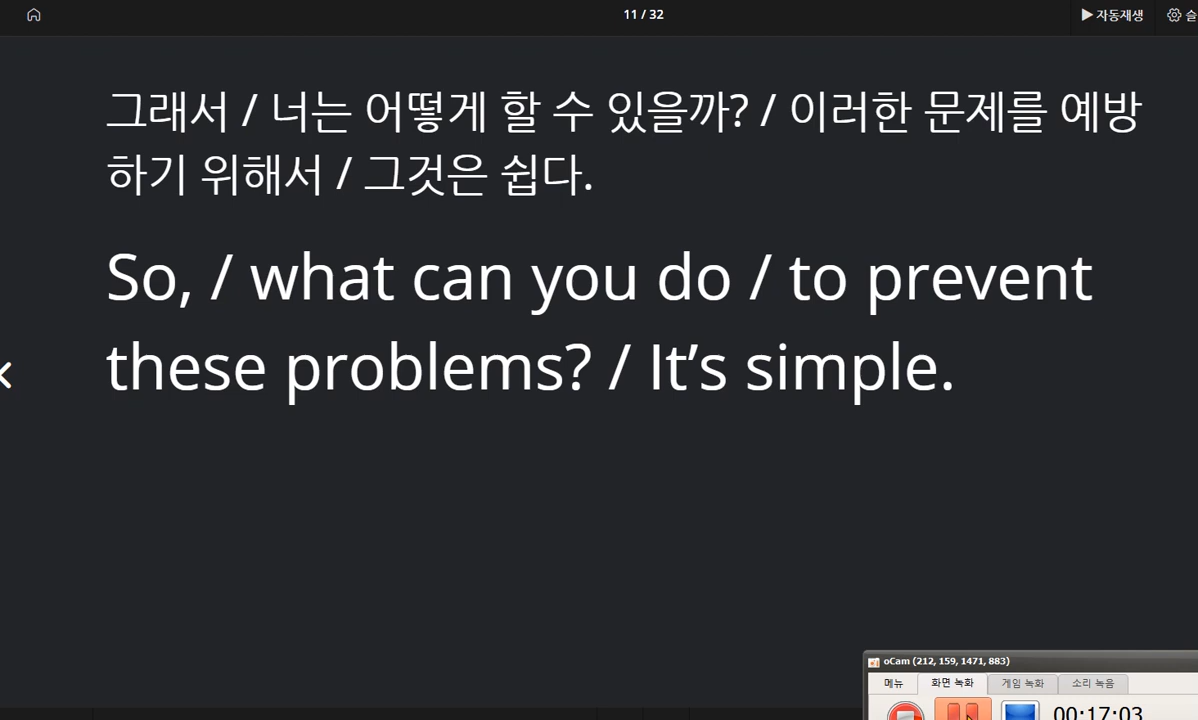 11 / 32
▶ 자동재생
슬
그래서 / 너는 어떻게 할 수 있을까? / 이러한 문제를 예방
하기 위해서 / 그것은 쉽다.
So, / what can you do / to prevent
these problems? / It’s simple.
oCam (212, 159, 1471, 883)
메뉴 화면 녹화 게임 녹화 소리 녹음
00:17:03